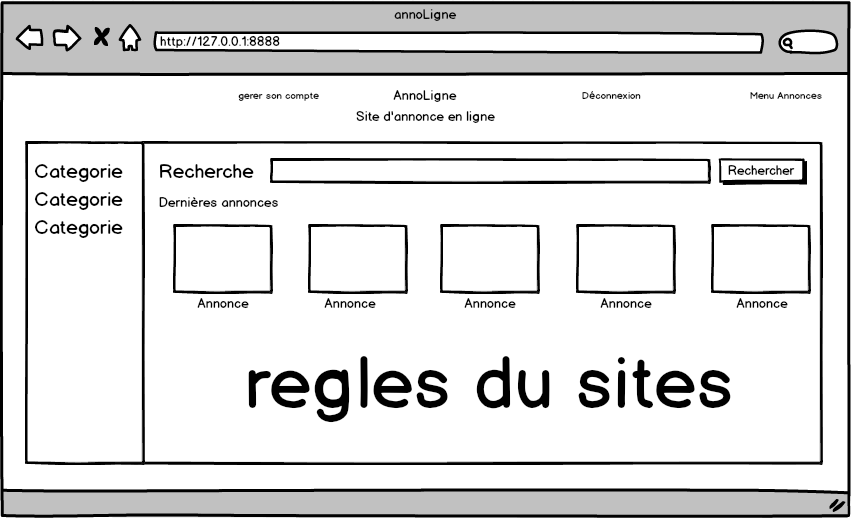 annoLigne
http://127.0.0.1:8888
gerer son compte
AnnoLigne
Déconnexion
Menu Annonces
Site d'annonce en ligne
Categorie
Categorie
Categorie
Recherche
Rechercher
Dernières annonces
Annonce
Annonce
Annonce
Annonce
Annonce
regles du sites